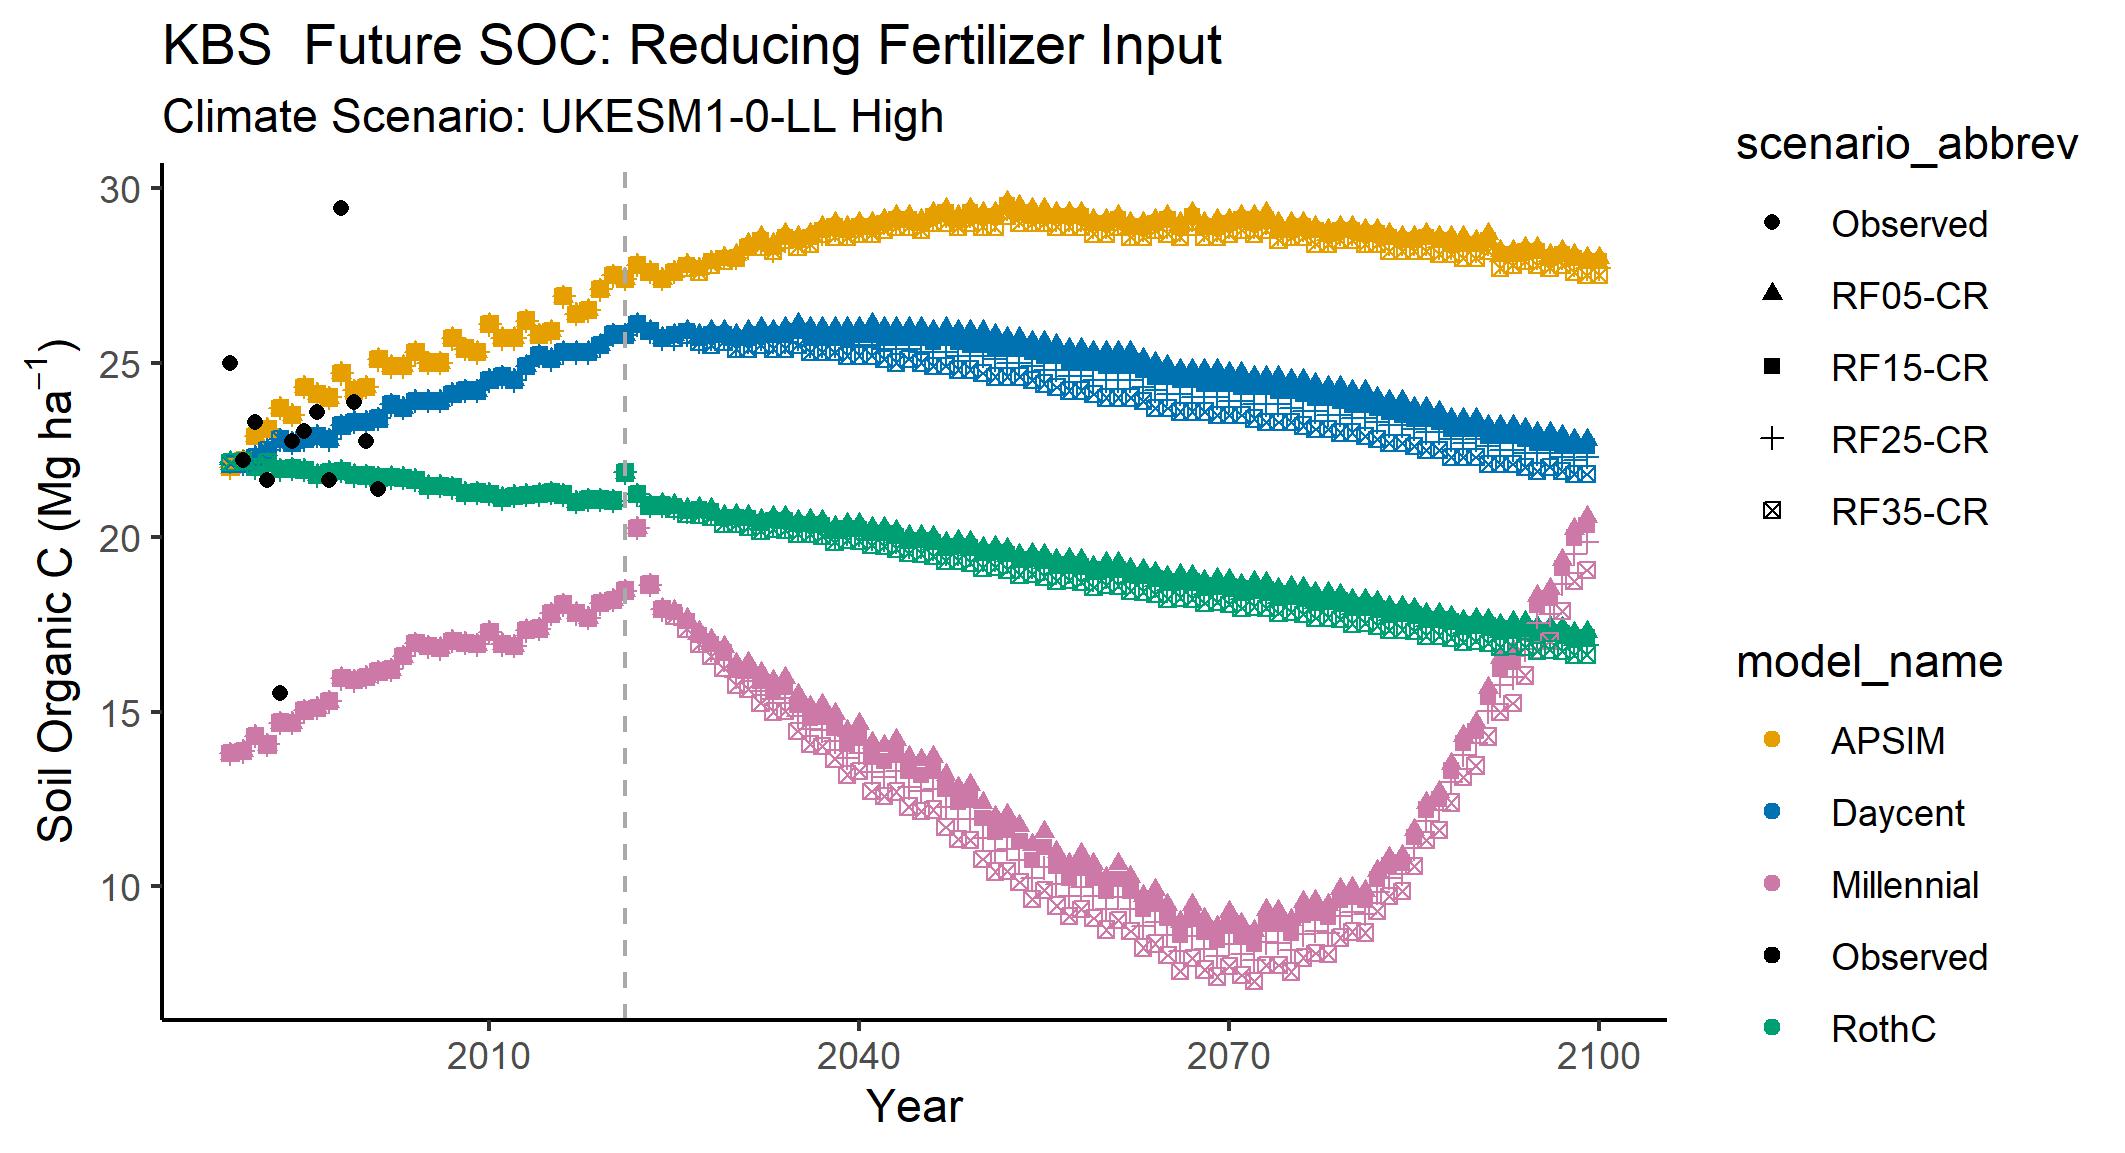 KBS  Future SOC: Reducing Fertilizer Input
Climate Scenario: UKESM1-0-LL High
Soil Organic C (Mg ha⁻¹)
30
25
20
15
10
2010
2040
2070
2100
Year
scenario_abbrev
Observed
RF05-CR
RF15-CR
RF25-CR
RF35-CR
model_name
APSIM
Daycent
Millennial
Observed
RothC